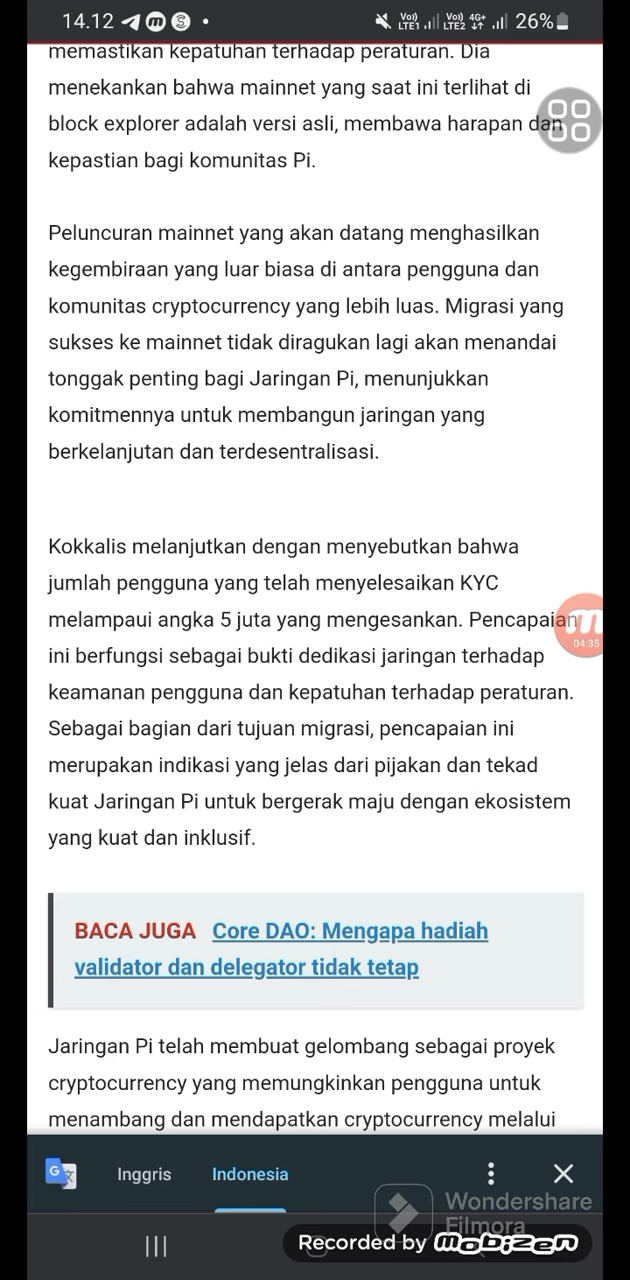 14.12
Vo)) LTE1 Vo)) LTE2 4G+ 26%
memastikan kepatuhan terhadap peraturan. Dia
menekankan bahwa mainnet yang saat ini terlihat di
block explorer adalah versi asli, membawa harapan dan
kepastian bagi komunitas Pi.
Peluncuran mainnet yang akan datang menghasilkan
kegembiraan yang luar biasa di antara pengguna dan
komunitas cryptocurrency yang lebih luas. Migrasi yang
sukses ke mainnet tidak diragukan lagi akan menandai
tonggak penting bagi Jaringan Pi, menunjukkan
komitmennya untuk membangun jaringan yang
berkelanjutan dan terdesentralisasi.
Kokkalis melanjutkan dengan menyebutkan bahwa
jumlah pengguna yang telah menyelesaikan KYC
melampaui angka 5 juta yang mengesankan. Pencapaian
ini berfungsi sebagai bukti dedikasi jaringan terhadap
keamanan pengguna dan kepatuhan terhadap peraturan.
Sebagai bagian dari tujuan migrasi, pencapaian ini
merupakan indikasi yang jelas dari pijakan dan tekad
kuat Jaringan Pi untuk bergerak maju dengan ekosistem
yang kuat dan inklusif.
04:35
BACA JUGA Core DAO: Mengapa hadiah
validator dan delegator tidak tetap
Jaringan Pi telah membuat gelombang sebagai proyek
cryptocurrency yang memungkinkan pengguna untuk
menambang dan mendapatkan cryptocurrency melalui
Inggris Indonesia
Wondershare
Filmora
Recorded by mobizen